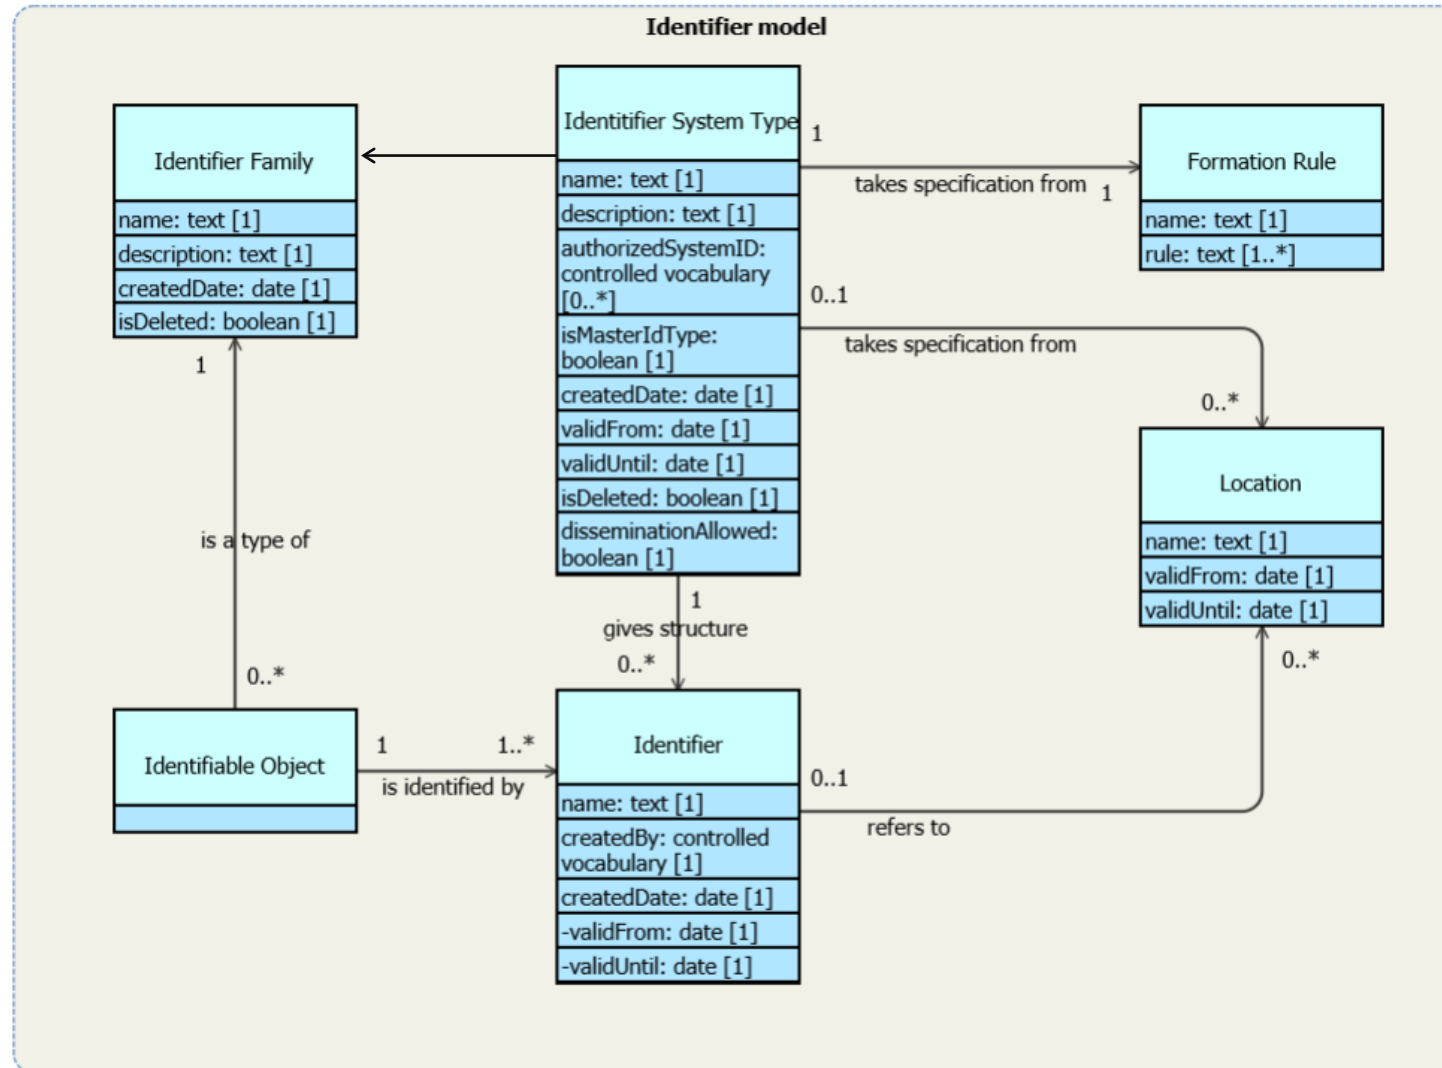 Identifier model
Identifier Family
name: text [1]
description: text [1]
createdDate: date [1]
isDeleted: boolean [1]
Identitifier System Type
name: text [1]
description: text [1]
authorizedSystemID:
controlled vocabulary
[0..*]
isMasterIdType:
boolean [1]
createdDate: date [1]
validFrom: date [1]
validUntil: date [1]
isDeleted: boolean [1]
disseminationAllowed:
boolean [1]
1
takes specification from
1
Formation Rule
name: text [1]
rule: text [1..*]
0..1
takes specification from
0..*
Location
name: text [1]
validFrom: date [1]
validUntil: date [1]
1
is a type of
0..*
1
gives structure
0..*
0..*
Identifiable Object
1
1..*
is identified by
Identifier
name: text [1]
createdBy: controlled
vocabulary [1]
createdDate: date [1]
-validFrom: date [1]
-validUntil: date [1]
0..1
refers to